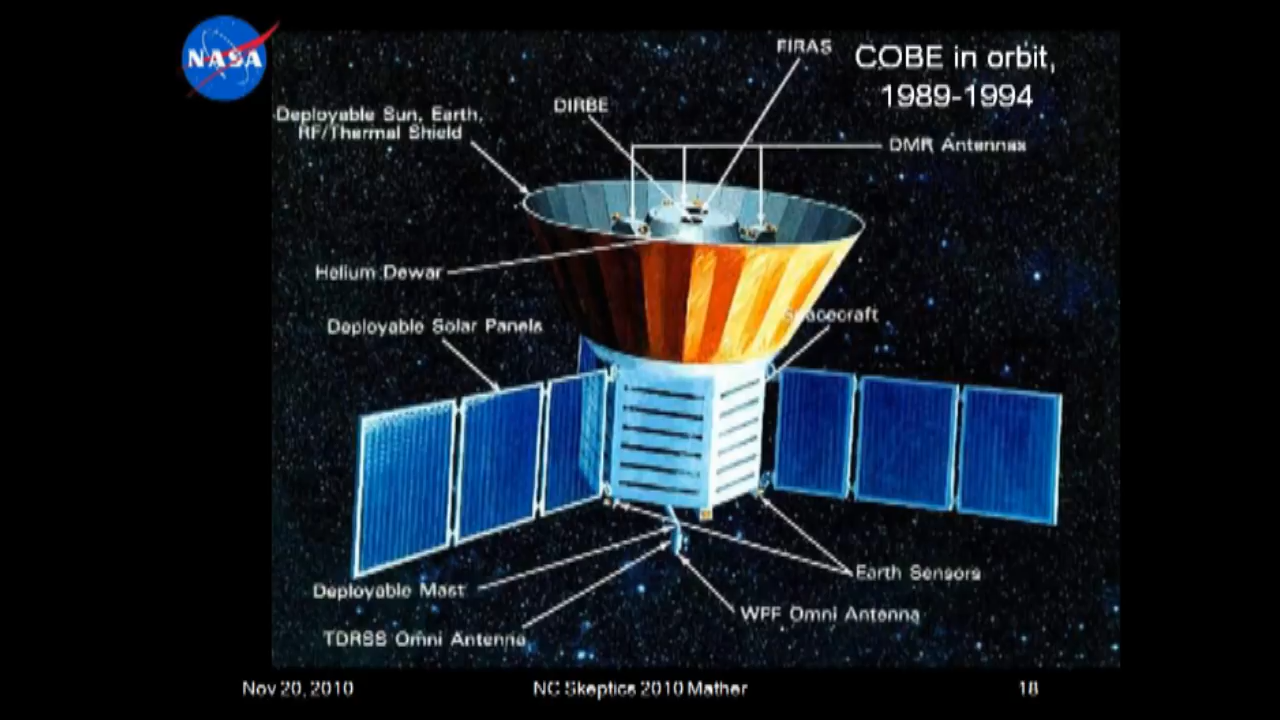 NASA
COBE in orbit,
1989-1994
FIRAS
DIRBE
Deployable Sun, Earth,
RF/Thermal Shield
DMR Antennas
Helium Dewar
Spacecraft
Deployable Solar Panels
Earth Sensors
Deployable Mast
WFF Omni Antenna
TDRSS Omni Antenna
Nov 20, 2010
NC Skeptics 2010 Mather
18